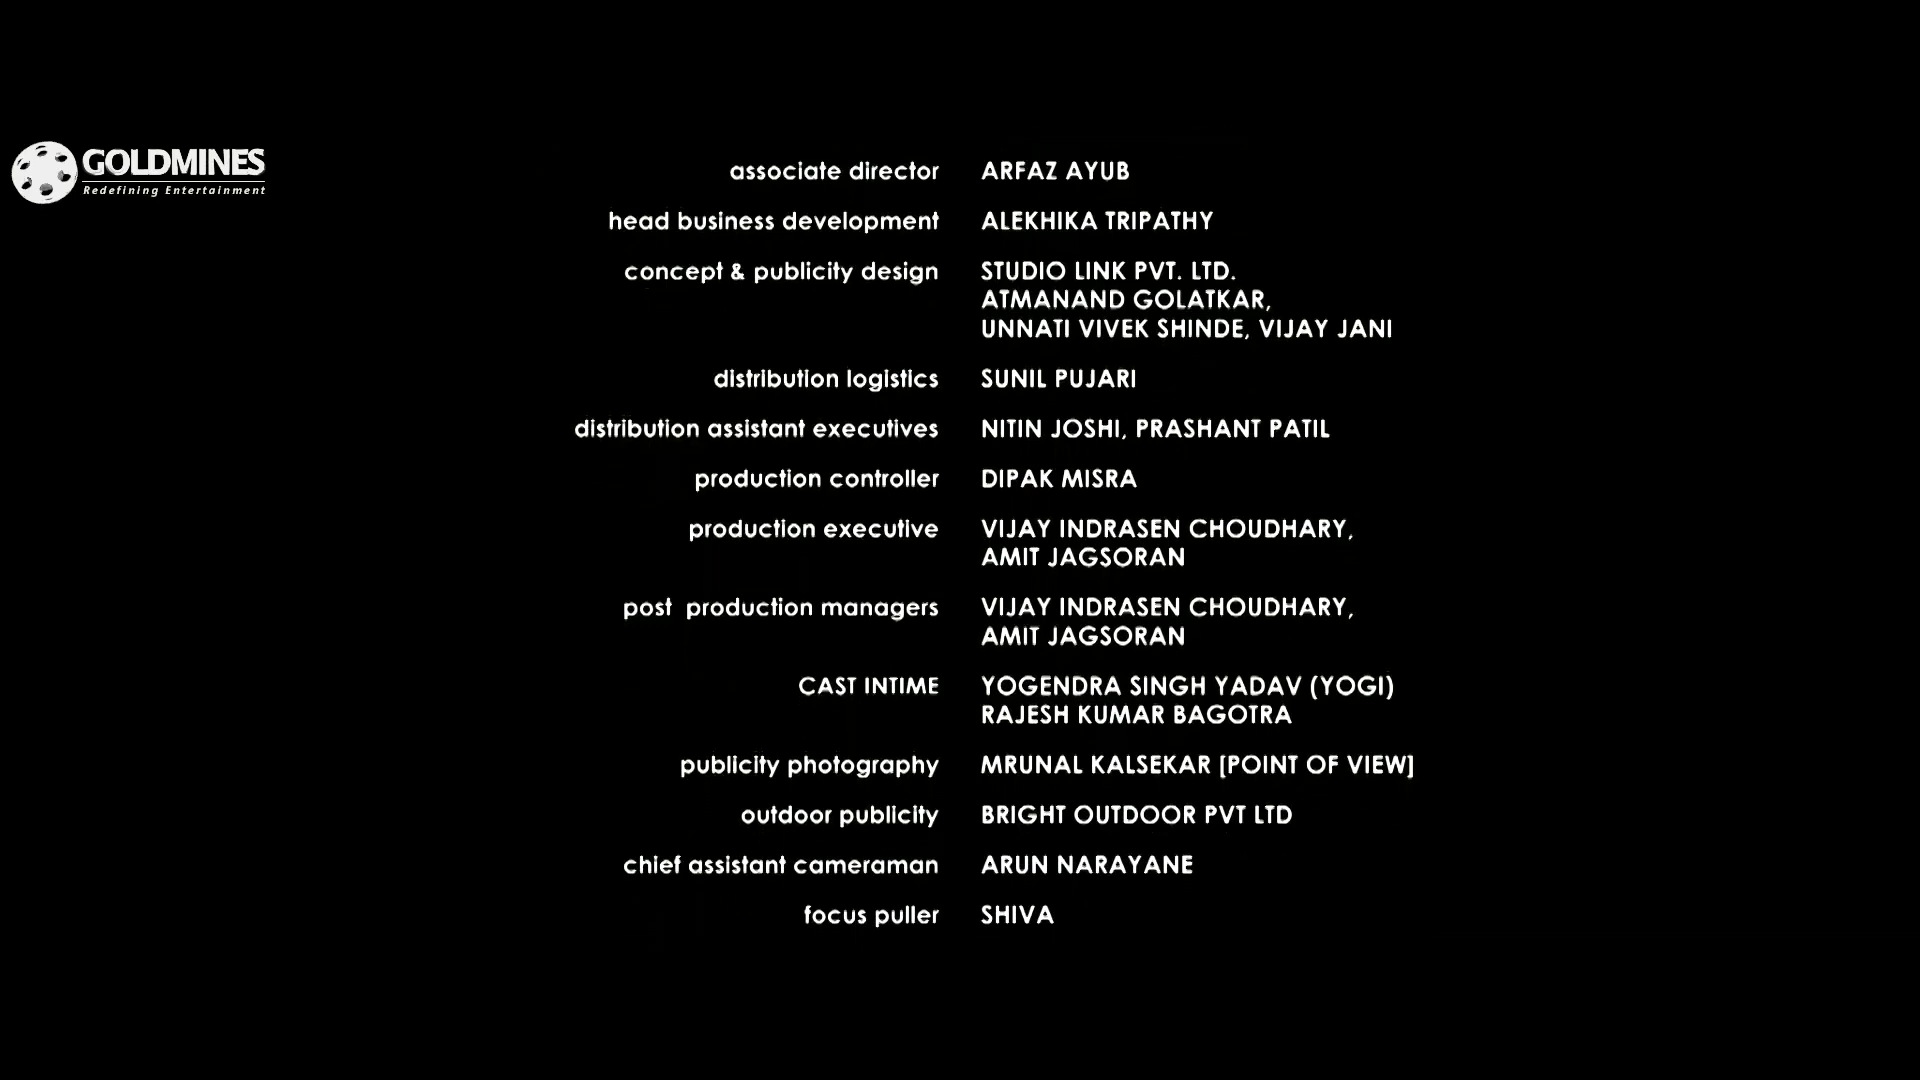 GOLDMINES
Redefining Entertainment
associate director ARFAZ AYUB
head business development ALEKHIKA TRIPATHY
concept & publicity design STUDIO LINK PVT. LTD.
ATMANAND GOLATKAR,
UNNATI VIVEK SHINDE, VIJAY JANI
distribution logistics SUNIL PUJARI
distribution assistant executives NITIN JOSHI, PRASHANT PATIL
production controller DIPAK MISRA
production executive VIJAY INDRASEN CHOUDHARY,
AMIT JAGSORAN
post production managers VIJAY INDRASEN CHOUDHARY,
AMIT JAGSORAN
CAST INTIME YOGENDRA SINGH YADAV (YOGI)
RAJESH KUMAR BAGOTRA
publicity photography MRUNAL KALSEKAR [POINT OF VIEW]
outdoor publicity BRIGHT OUTDOOR PVT LTD
chief assistant cameraman ARUN NARAYANE
focus puller SHIVA